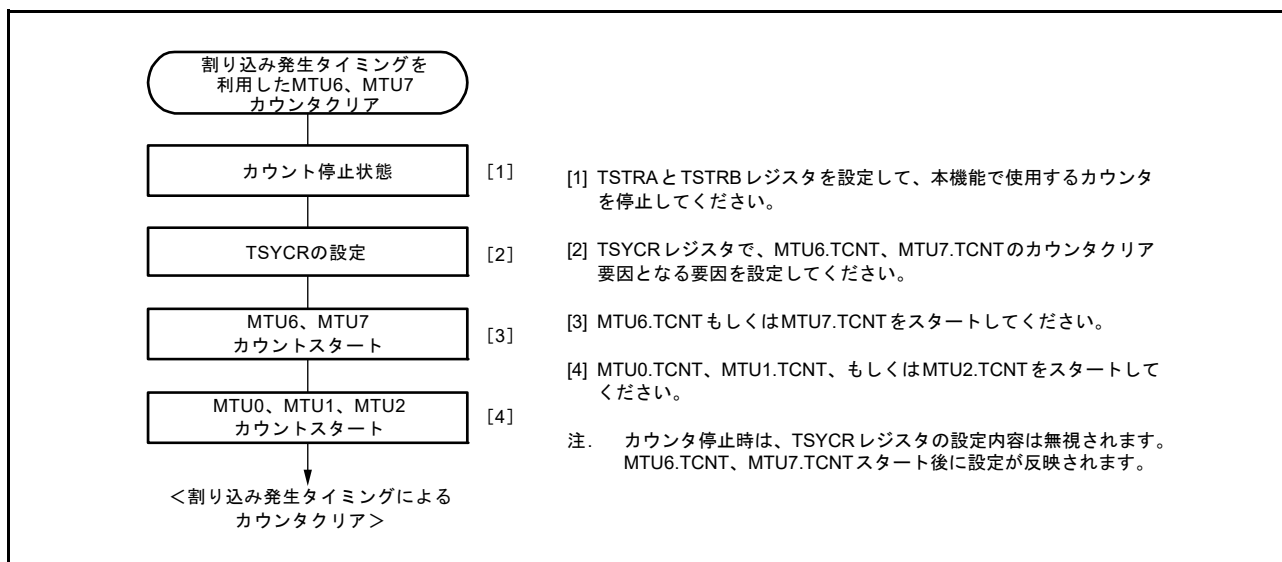 割り込み発生タイミングを
利用したMTU6、MTU7
カウンタクリア
カウント停止状態
[1]
TSYCRの設定
[2]
MTU6、MTU7
カウントスタート
[3]
MTU0、MTU1、MTU2
カウントスタート
[4]
＜割り込み発生タイミングによる
カウンタクリア＞
[1] TSTRAとTSTRBレジスタを設定して、本機能で使用するカウンタ
を停止してください。
[2] TSYCRレジスタで、MTU6.TCNT、MTU7.TCNTのカウンタクリア
要因となる要因を設定してください。
[3] MTU6.TCNTもしくはMTU7.TCNTをスタートしてください。
[4] MTU0.TCNT、MTU1.TCNT、もしくはMTU2.TCNTをスタートして
ください。
注. カウンタ停止時は、TSYCRレジスタの設定内容は無視されます。
MTU6.TCNT、MTU7.TCNTスタート後に設定が反映されます。